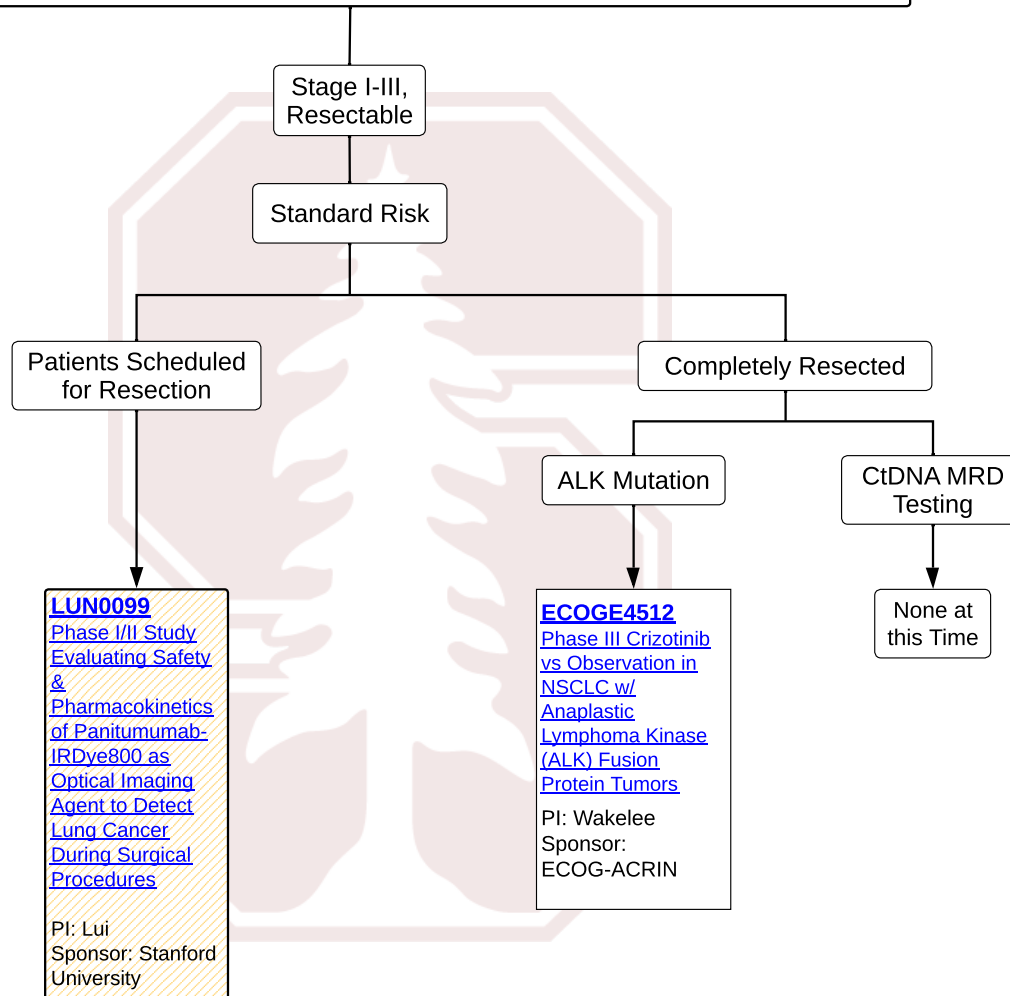 Stage I-III,
Resectable
Standard Risk
Patients Scheduled
for Resection
Completely Resected
ALK Mutation
CtDNA MRD
Testing
LUN0099
Phase I/II Study
Evaluating Safety
&
Pharmacokinetics
of Panitumumab-
IRDye800 as
Optical Imaging
Agent to Detect
Lung Cancer
During Surgical
Procedures
PI: Lui
Sponsor: Stanford
University
ECOGE4512
Phase III Crizotinib
vs Observation in
NSCLC w/
Anaplastic
Lymphoma Kinase
(ALK) Fusion
Protein Tumors
PI: Wakelee
Sponsor:
ECOG-ACRIN
None at
this Time